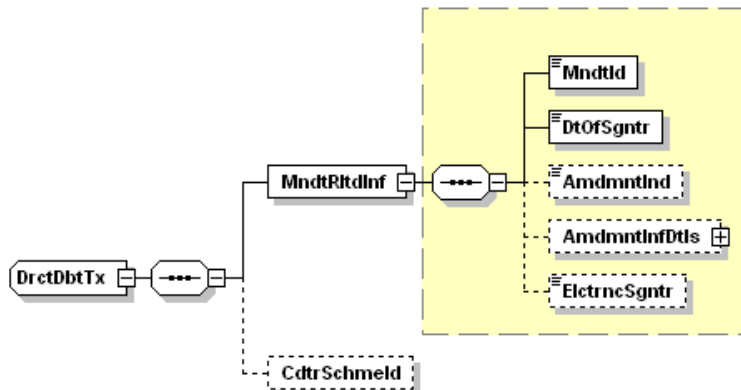 MndtId
DtOfSgntr
AmdmntInd
MndtRltdInf
AmdmntInfDtls
DrctDbtTx
ElctrncSgntr
CdtrSchmeId